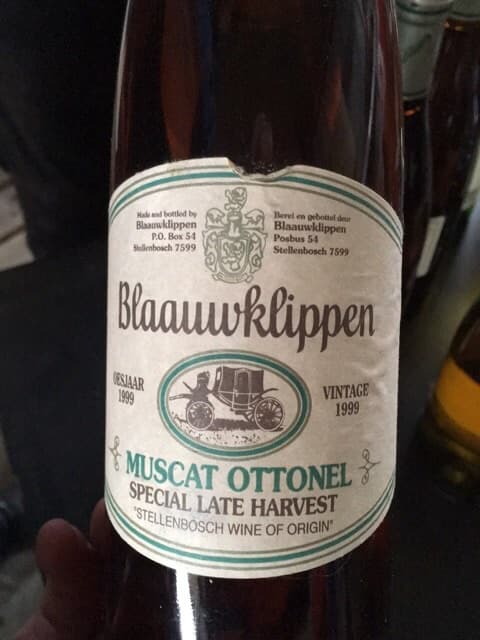 Made and bottled by
Blaauwklippen
P.O. Box 54
Stellenbosch 7599
Berei en gebottel deur
Blaauwklippen
Posbus 54
Stellenbosch 7599
Blaauwklippen
OESJAAR
1999
VINTAGE
1999
MUSCAT OTTONEL
SPECIAL LATE HARVEST
"STELLENBOSCH WINE OF ORIGIN"